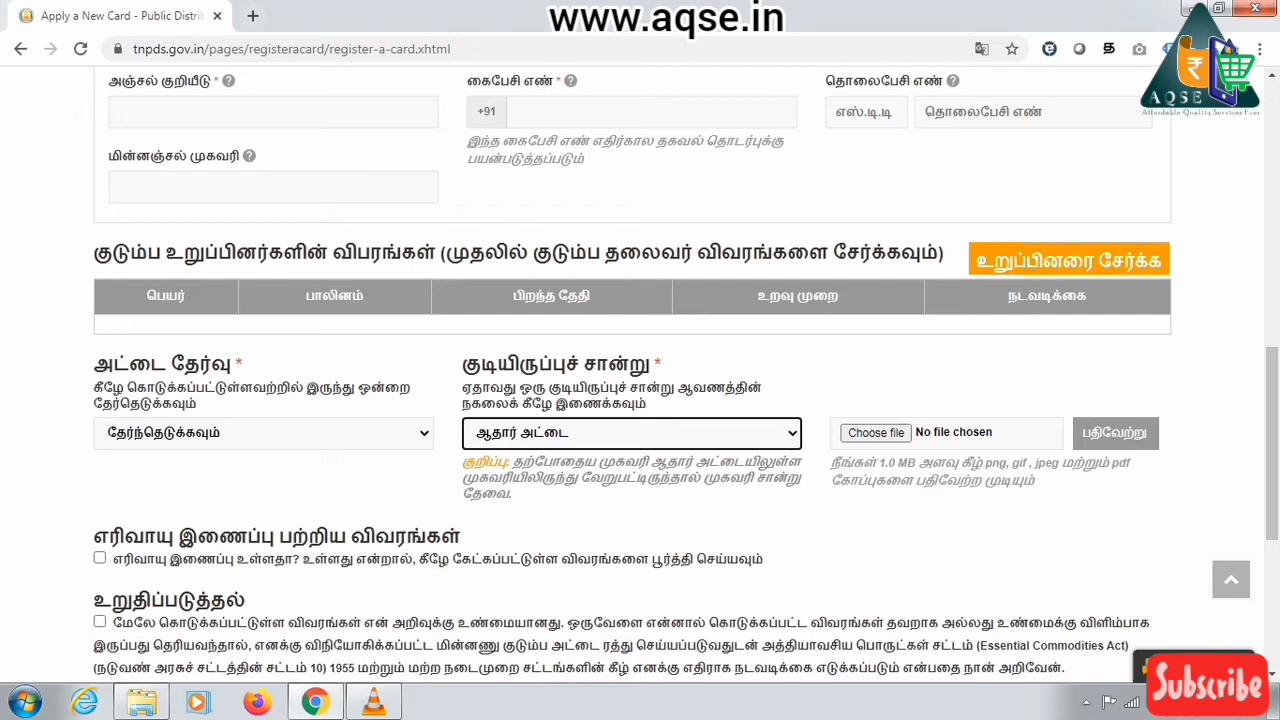 www.aqse.in
Apply a New Card - Public Distrib
tnpds.gov.in/pages/registeracard/register-a-card.xhtml
AQSE
Affordable Quality Services Ever
அஞ்சல் குறியீடு * கைபேசி எண் * தொலைபேசி எண்
+91 எஸ்.டி.டி தொலைபேசி எண்
இந்த கைபேசி எண் எதிர்கால தகவல் தொடர்புக்கு
பயன்படுத்தப்படும்
மின்னஞ்சல் முகவரி
குடும்ப உறுப்பினர்களின் விபரங்கள் (முதலில் குடும்ப தலைவர் விவரங்களை சேர்க்கவும்) உறுப்பினரை சேர்க்க
பெயர் பாலினம் பிறந்த தேதி உறவு முறை நடவடிக்கை
அட்டை தேர்வு * குடியிருப்புச் சான்று *
கீழே கொடுக்கப்பட்டுள்ளவற்றில் இருந்து ஒன்றை ஏதாவது ஒரு குடியிருப்புச் சான்று ஆவணத்தின்
தேர்தெடுக்கவும் நகலைக் கீழே இணைக்கவும்
தேர்ந்தெடுக்கவும் ஆதார் அட்டை Choose file No file chosen பதிவேற்று
குறிப்பு: தற்போதைய முகவரி ஆதார் அட்டையிலுள்ள நீங்கள் 1.0 MB அளவு கீழ் png, gif , jpeg மற்றும் pdf
முகவரியிலிருந்து வேறுபட்டிருந்தால் முகவரி சான்று கோப்புகளை பதிவேற்ற முடியும்
தேவை.
எரிவாயு இணைப்பு பற்றிய விவரங்கள்
எரிவாயு இணைப்பு உள்ளதா? உள்ளது என்றால், கீழே கேட்கப்பட்டுள்ள விவரங்களை பூர்த்தி செய்யவும்
உறுதிப்படுத்தல்
மேலே கொடுக்கப்பட்டுள்ள விவரங்கள் என் அறிவுக்கு உண்மையானது. ஒருவேளை என்னால் கொடுக்கப்பட்ட விவரங்கள் தவறாக அல்லது உண்மைக்கு விளிம்பாக
இருப்பது தெரியவந்தால், எனக்கு வினியோகிக்கப்பட்ட மின்னணு குடும்ப அட்டை ரத்து செய்யப்படுவதுடன் அத்தியாவசிய பொருட்கள் சட்டம் (Essential Commodities Act)
(நடுவண் அரசுச் சட்டத்தின் சட்டம் 10) 1955 மற்றும் மற்ற நடைமுறை சட்டங்களின் கீழ் எனக்கு எதிராக நடவடிக்கை எடுக்கப்படும் என்பதை நான் அறிவேன்.
Subscribe